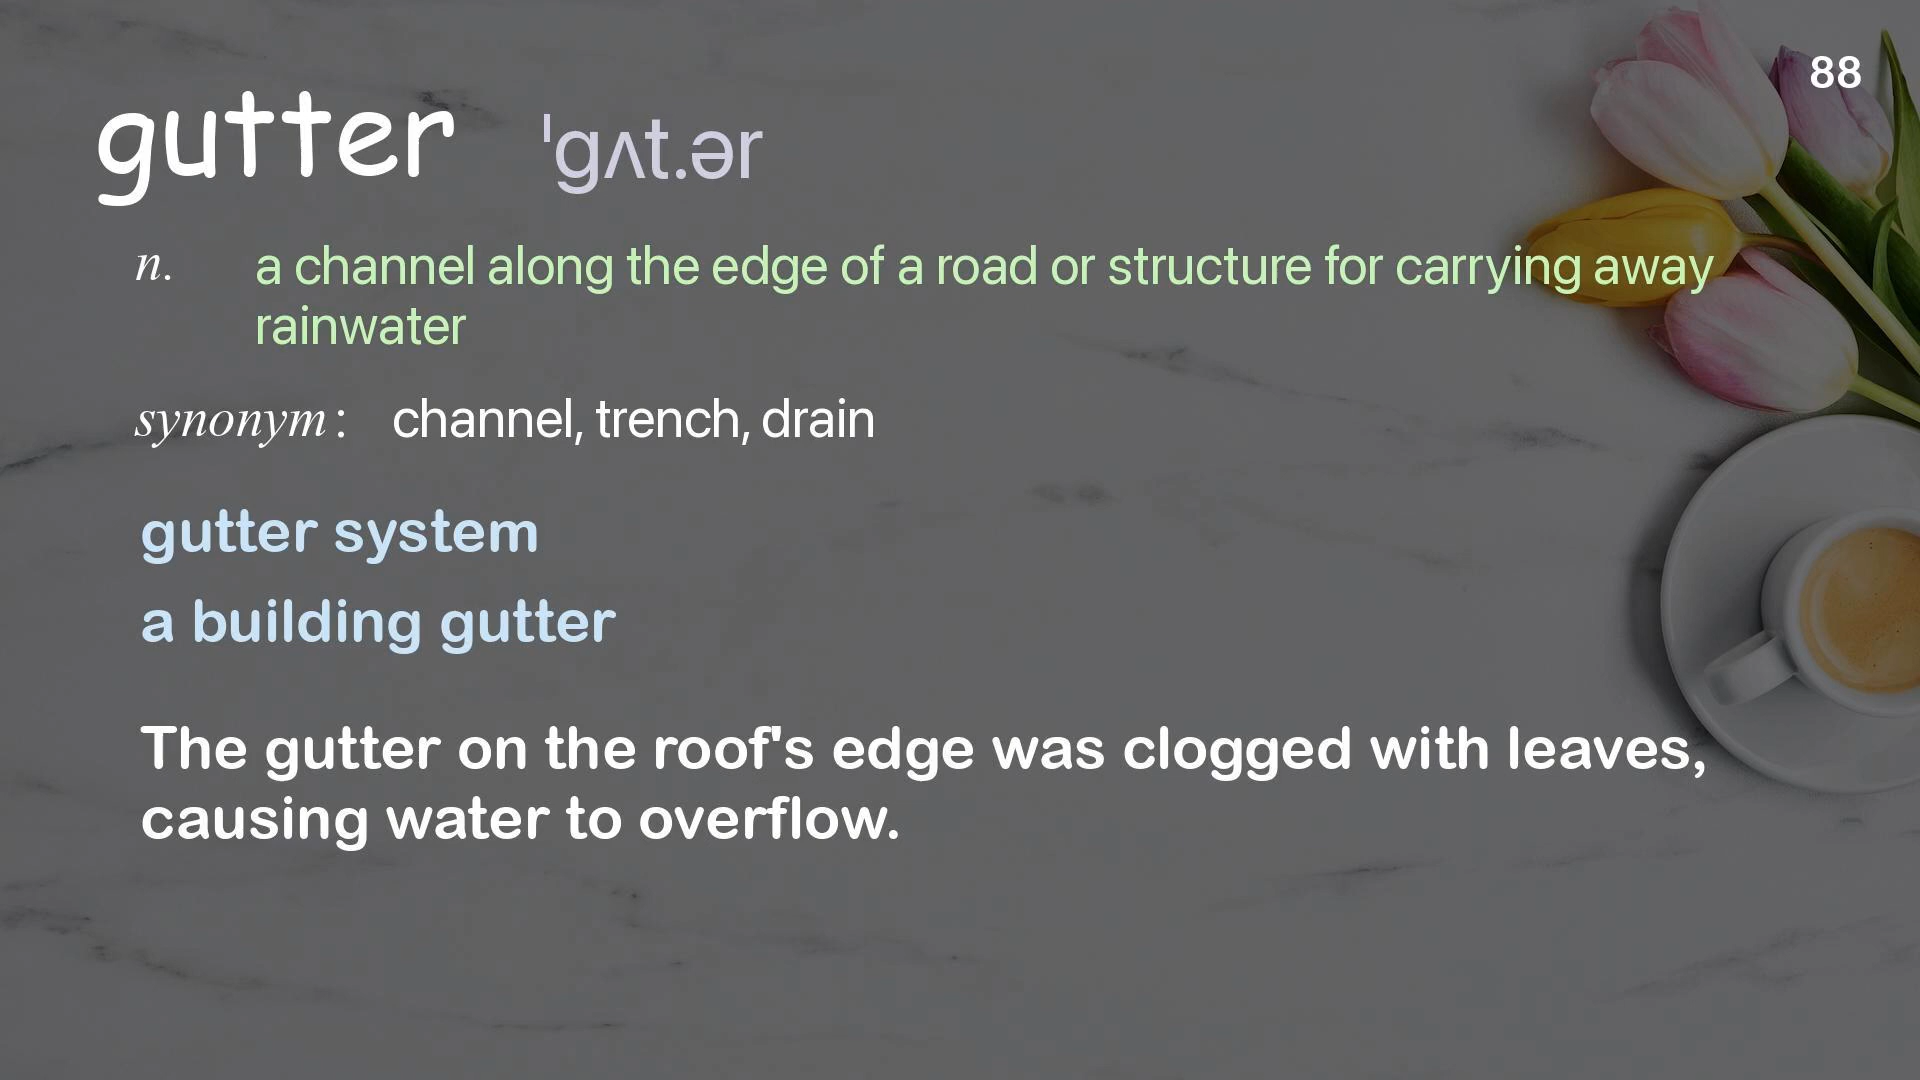 88
gutter ˈɡʌt.ər
n. a channel along the edge of a road or structure for carrying away
rainwater
synonym: channel, trench, drain
gutter system
a building gutter
The gutter on the roof's edge was clogged with leaves,
causing water to overflow.